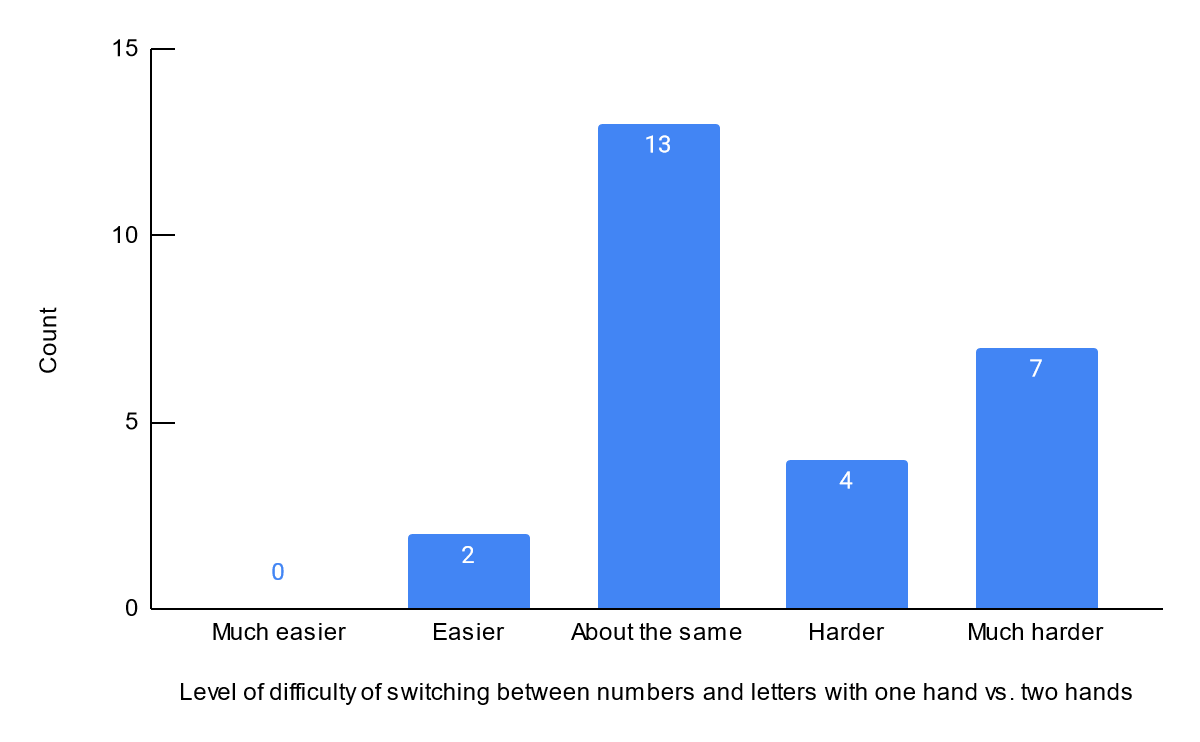 15
10
5
0
Count
0
2
13
4
7
Much easier
Easier
About the same
Harder
Much harder
Level of difficulty of switching between numbers and letters with one hand vs. two hands